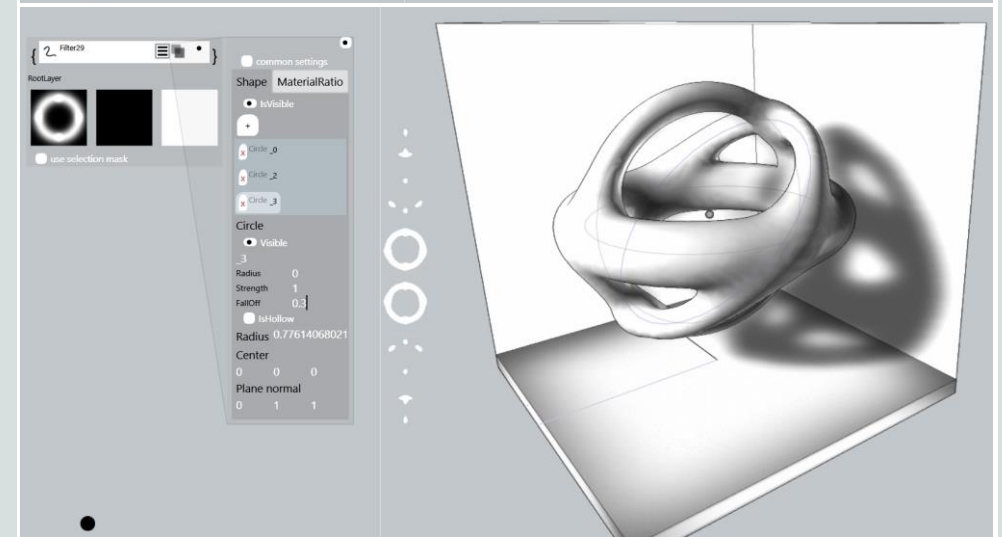 { 2 Filter29 }
RootLayer
use selection mask
common settings
Shape MaterialRatio
IsVisible
+
x Circle _0
x Circle _2
x Circle _3
Circle
Visible
_3
Radius 0
Strength 1
FallOff 0.3
IsHollow
Radius 0.77614068021
Center
0 0 0
Plane normal
0 1 1